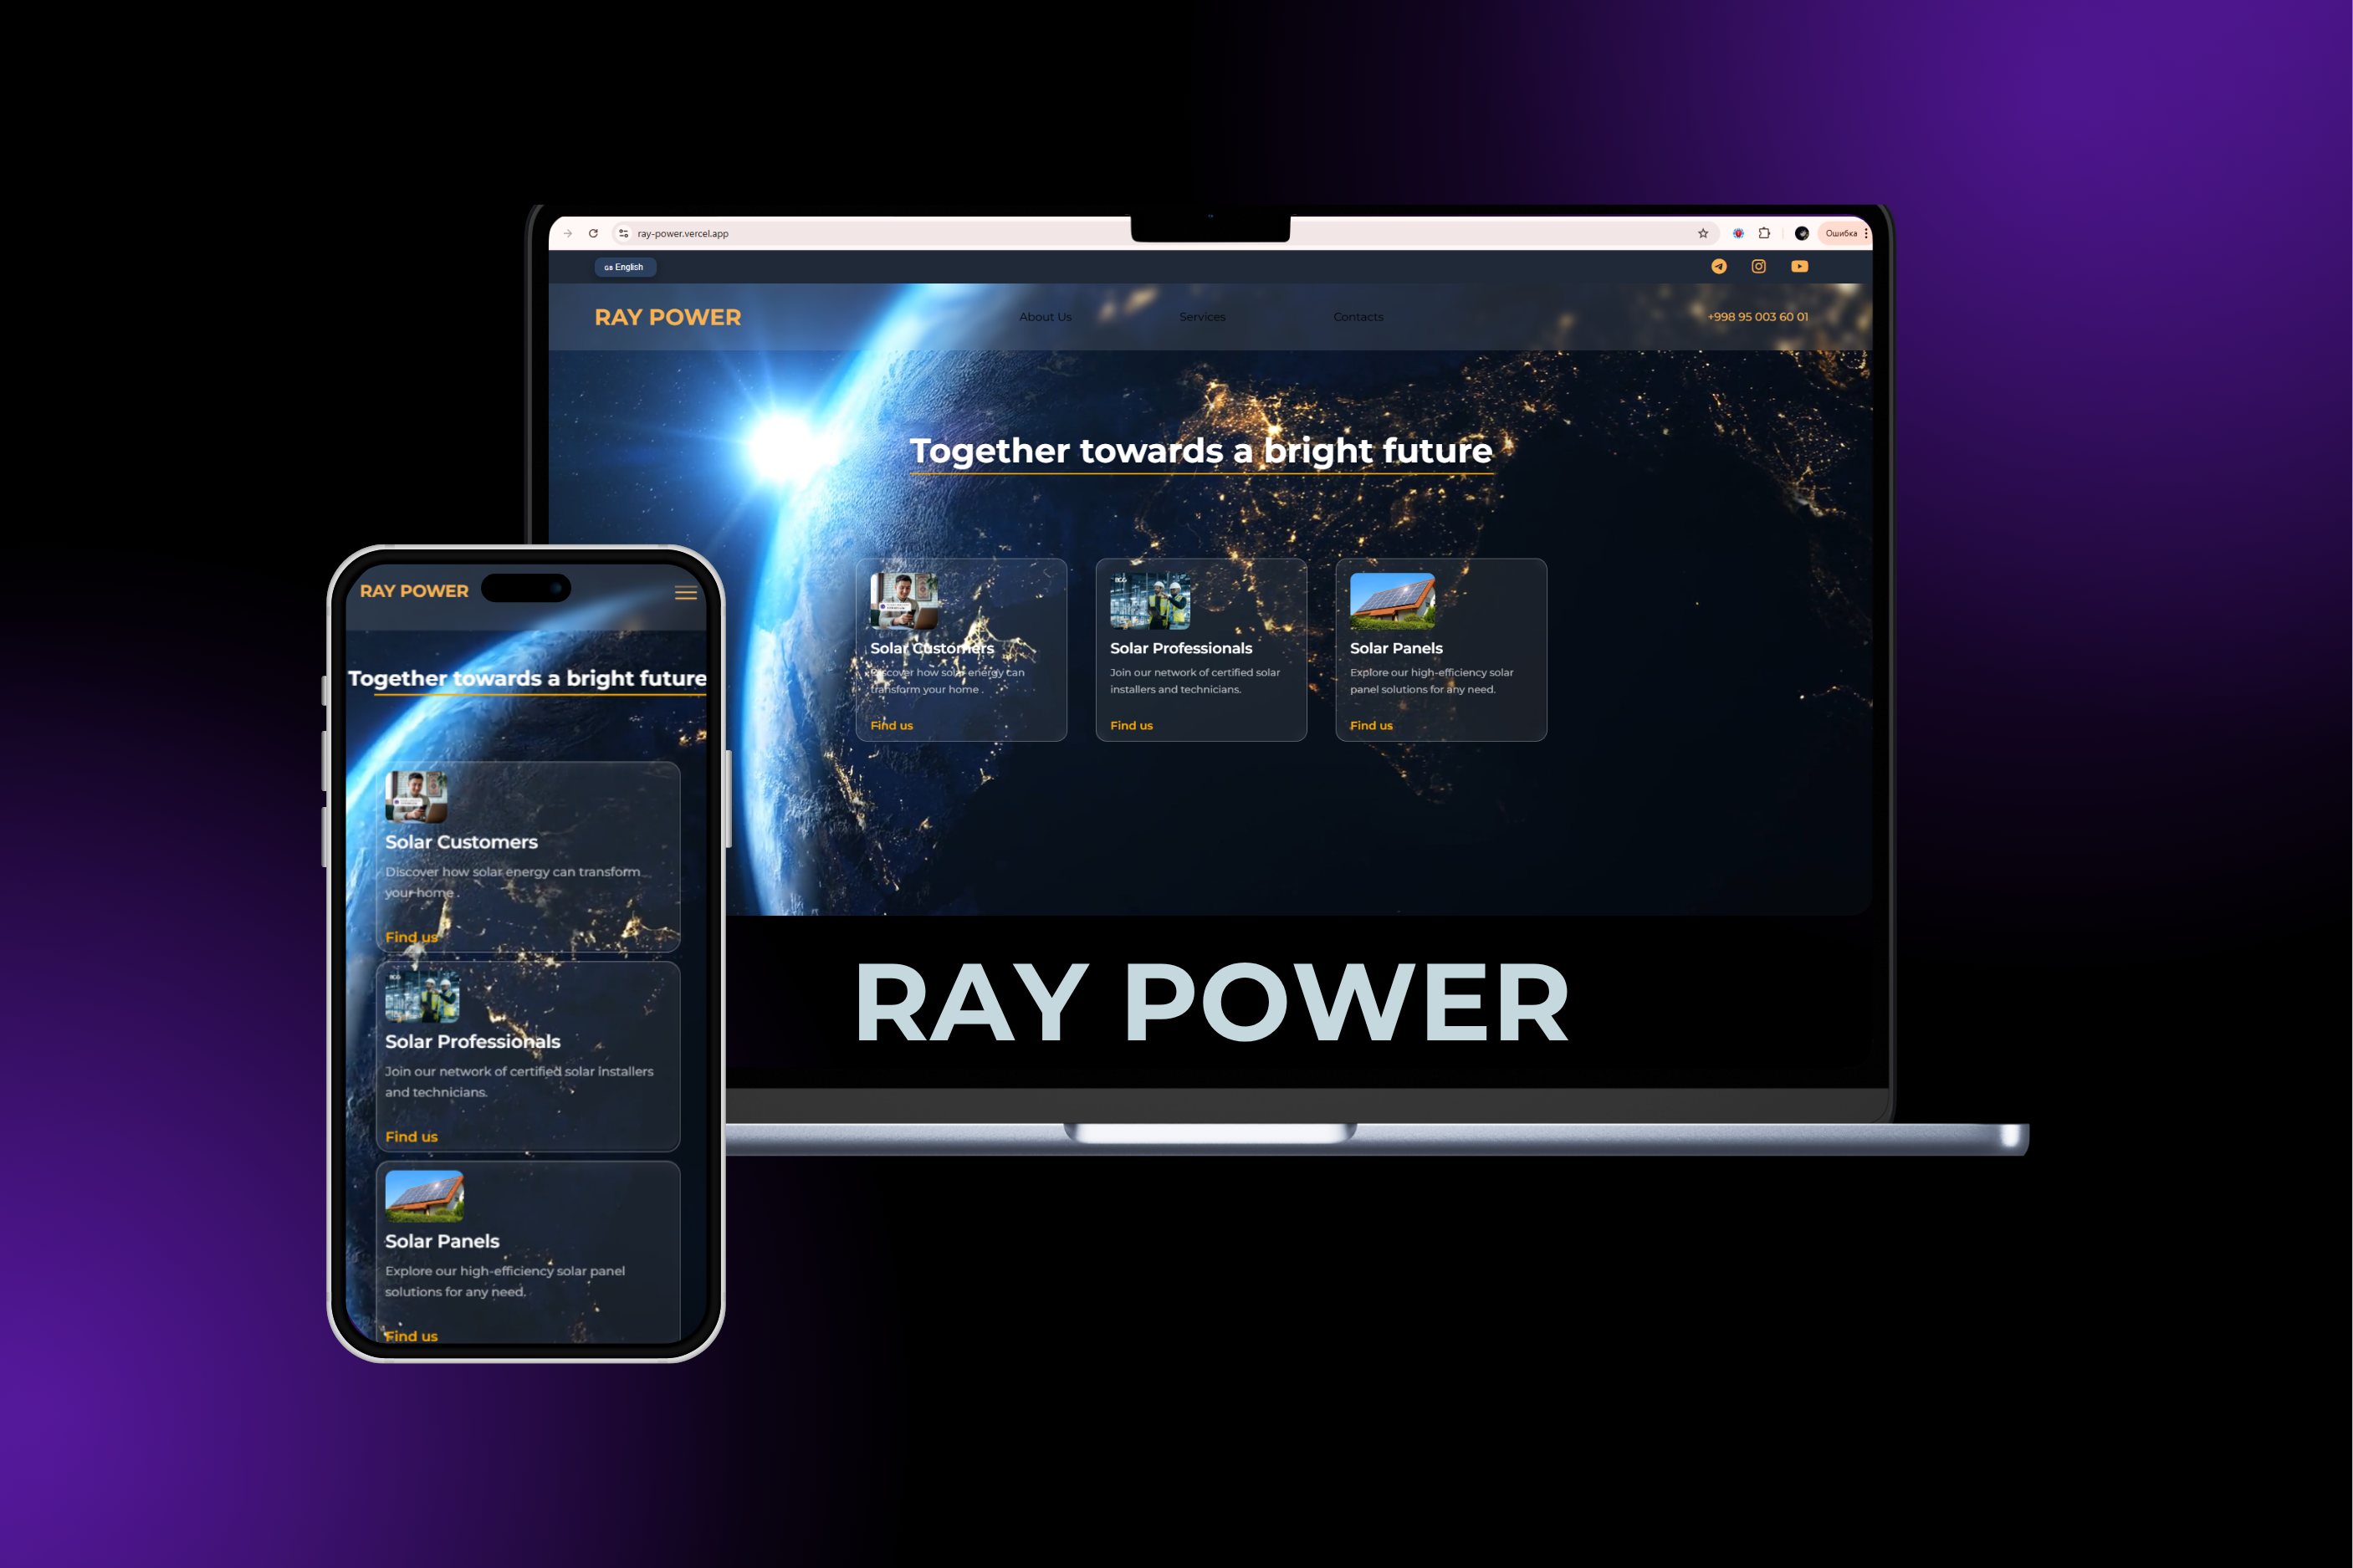 ray-power.vercel.app
Ошибка
GB English
RAY POWER
About Us
Services
Contacts
+998 95 003 60 01
Together towards a bright future
Solar Customers
Discover how solar energy can
transform your home .
Find us
Solar Professionals
Join our network of certified solar
installers and technicians.
Find us
Solar Panels
Explore our high-efficiency solar
panel solutions for any need.
Find us
RAY POWER
RAY POWER
Together towards a bright future
Solar Customers
Discover how solar energy can transform
your home .
Find us
Solar Professionals
Join our network of certified solar installers
and technicians.
Find us
Solar Panels
Explore our high-efficiency solar panel
solutions for any need.
Find us